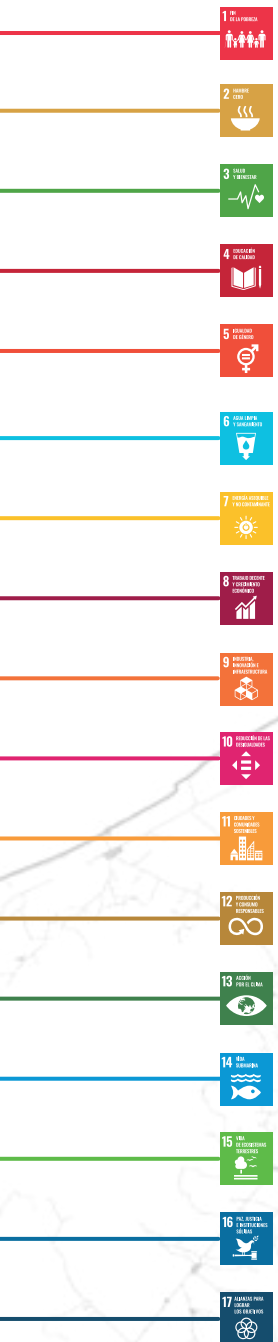 1 FIN
DE LA POBREZA
2 HAMBRE
CERO
3 SALUD
Y BIENESTAR
4 EDUCACIÓN
DE CALIDAD
5 IGUALDAD
DE GÉNERO
6 AGUA LIMPIA
Y SANEAMIENTO
7 ENERGÍA ASEQUIBLE
Y NO CONTAMINANTE
8 TRABAJO DECENTE
Y CRECIMIENTO
ECONÓMICO
9 INDUSTRIA,
INNOVACIÓN E
INFRAESTRUCTURA
10 REDUCCIÓN DE LAS
DESIGUALDADES
11 CIUDADES Y
COMUNIDADES
SOSTENIBLES
12 PRODUCCIÓN
Y CONSUMO
RESPONSABLES
13 ACCIÓN
POR EL CLIMA
14 VIDA
SUBMARINA
15 VIDA
DE ECOSISTEMAS
TERRESTRES
16 PAZ, JUSTICIA
E INSTITUCIONES
SÓLIDAS
17 ALIANZAS PARA
LOGRAR
LOS OBJETIVOS